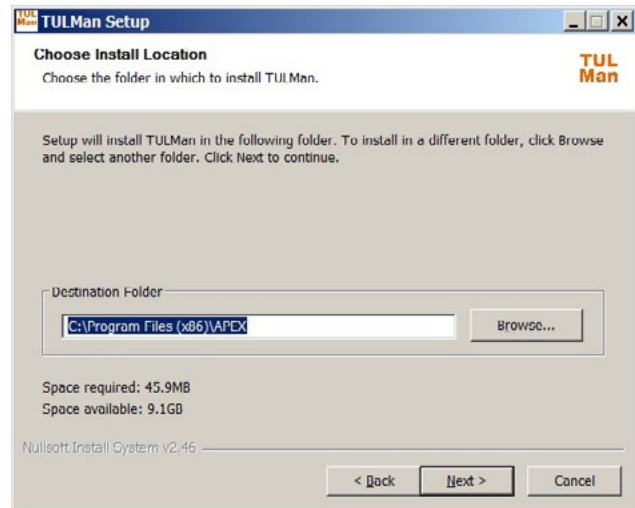 TUL Man TULMan Setup
Choose Install Location
Choose the folder in which to install TULMan.
TUL
Man
Setup will install TULMan in the following folder. To install in a different folder, click Browse
and select another folder. Click Next to continue.
Destination Folder
C:\Program Files (x86)\APEX
Browse...
Space required: 45.9MB
Space available: 9.1GB
Nullsoft Install System v2.46
< Back
Next >
Cancel